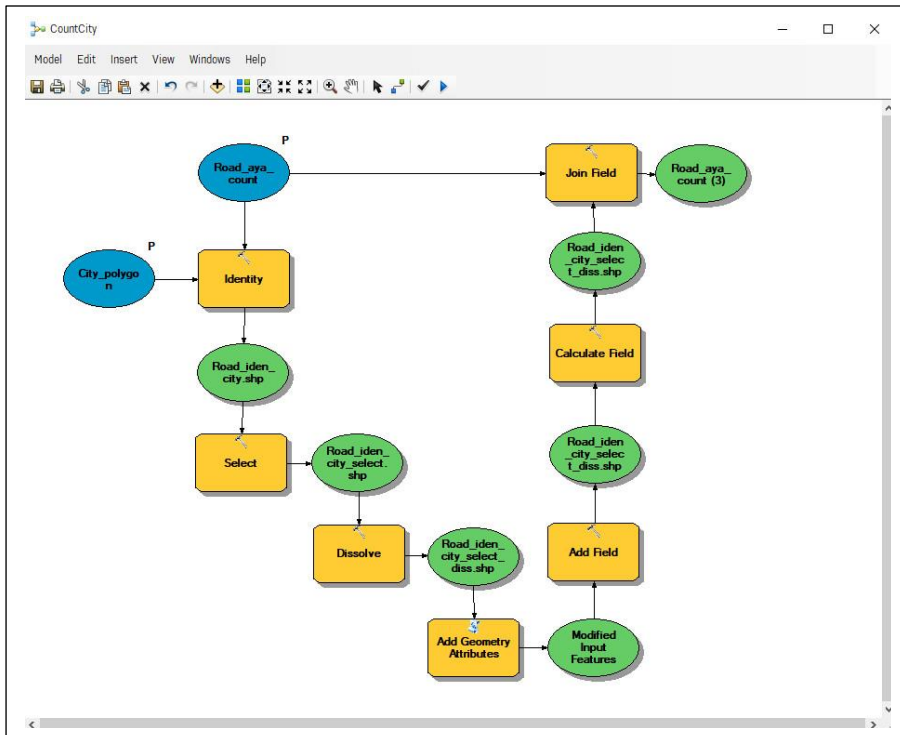 CountCity
Model Edit Insert View Windows Help
P
Road_aya_
count
Join Field
Road_aya_
count (3)
P
City_polygo
n
Identity
Road_iden
_city_selec
t_diss.shp
Road_iden_
city.shp
Calculate Field
Select
Road_iden_
city_select.
shp
Road_iden
_city_selec
t_diss.shp
Dissolve
Road_iden_
city_select_
diss.shp
Add Field
Add Geometry
Attributes
Modified
Input
Features